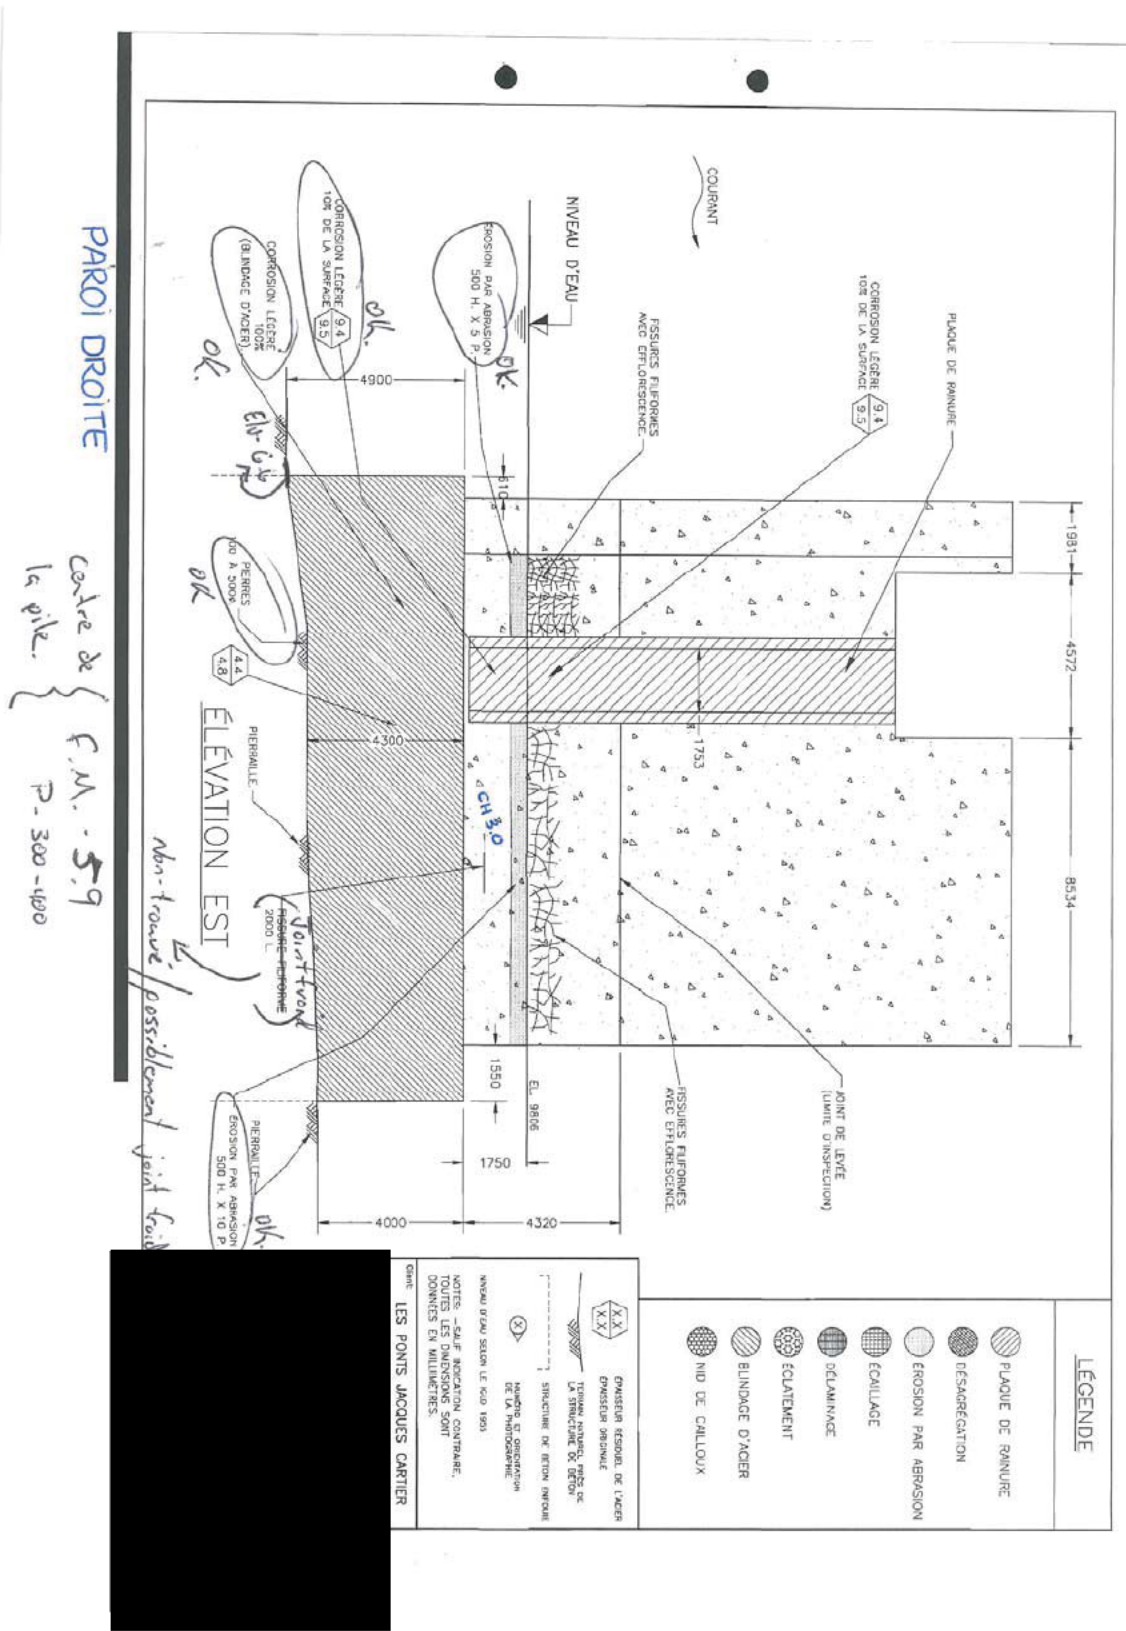 PAROI DROITE
COURANT
NIVEAU D'EAU
PLAQUE DE RAINURE
CORROSION LÉGÈRE
10% DE LA SURFACE
9.4
9.5
FISSURES FILIFORMES
AVEC EFFLORESCENCE
ÉROSION PAR ABRASION
500 H. X 5 P.
OK.
CORROSION LÉGÈRE
10% DE LA SURFACE
9.4
9.5
OK.
CORROSION LÉGÈRE
100%
(BLINDAGE D'ACIER)
OK.
4900
610
1981
4572
8534
1753
4300
PIERRES
OK
4.4
4.8
PIERRAILLE
CH 3.0
FISSURE FILIFORME
2000 L.
Joint froid
JOINT DE LEVÉE
(LIMITE D'INSPECTION)
FISSURES FILIFORMES
AVEC EFFLORESCENCE
EL. 9806
1550
1750
4000
4320
PIERRAILLE
ÉROSION PAR ABRASION
500 H. X 10 P.
OK.
ÉLÉVATION EST
centre de
la pile.
F.M. - 5.9
P- 300-400
Non-trouvé/possiblement joint froid
LÉGENDE
PLAQUE DE RAINURE
DÉSAGRÉGATION
ÉROSION PAR ABRASION
ÉCAILLAGE
DÉLAMINAGE
ÉCLATEMENT
BLINDAGE D'ACIER
NID DE CAILLOUX
X.X
X.X
ÉPAISSEUR RÉSIDUEL DE L'ACIER
ÉPAISSEUR ORIGINALE
TERRAIN NATUREL PRÈS DE
LA STRUCTURE DE BÉTON
STRUCTURE DE BÉTON ENFOUIE
X
NUMÉRO ET ORIENTATION
DE LA PHOTOGRAPHIE
NIVEAU D'EAU SELON LE IGLD 1955
NOTES: -SAUF INDICATION CONTRAIRE,
TOUTES LES DIMENSIONS SONT
DONNÉES EN MILLIMÈTRES.
Client:
LES PONTS JACQUES CARTIER